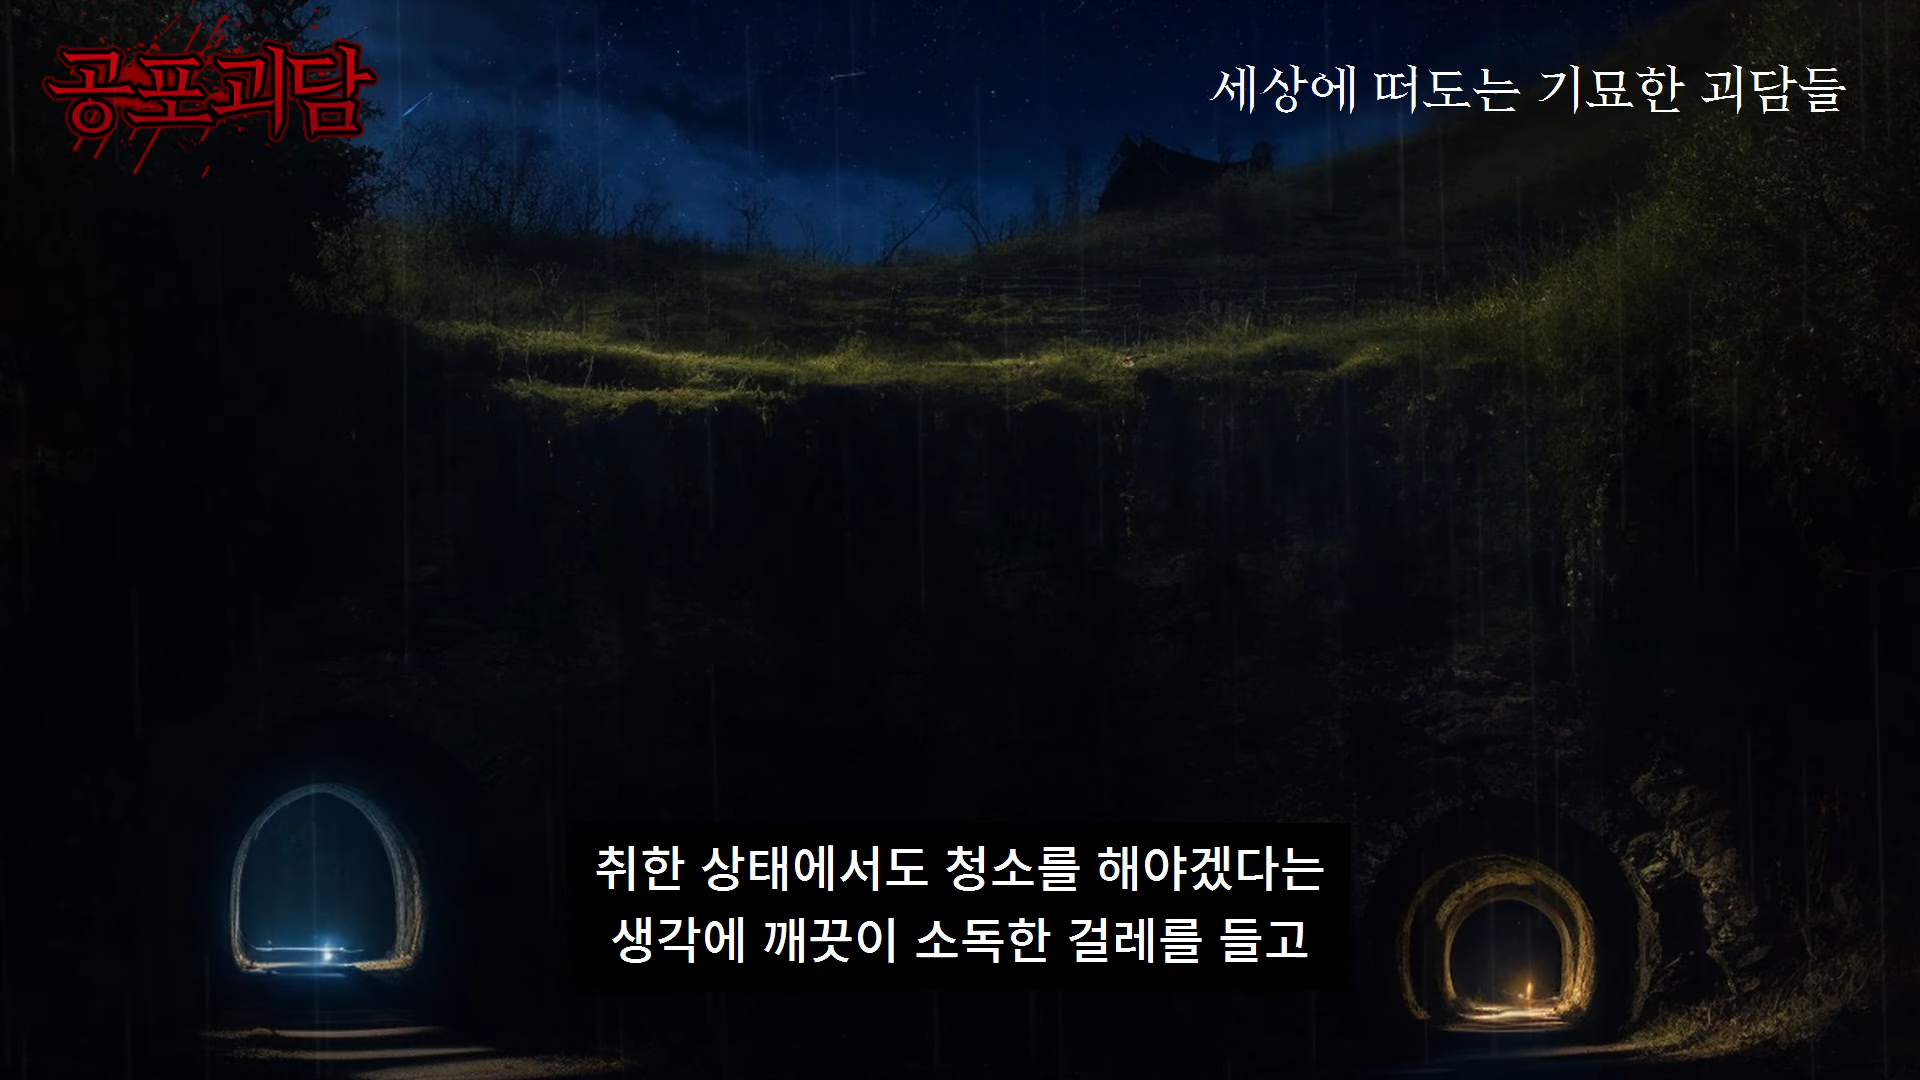 공포괴담
세상에 떠도는 기묘한 괴담들
취한 상태에서도 청소를 해야겠다는
생각에 깨끗이 소독한 걸레를 들고